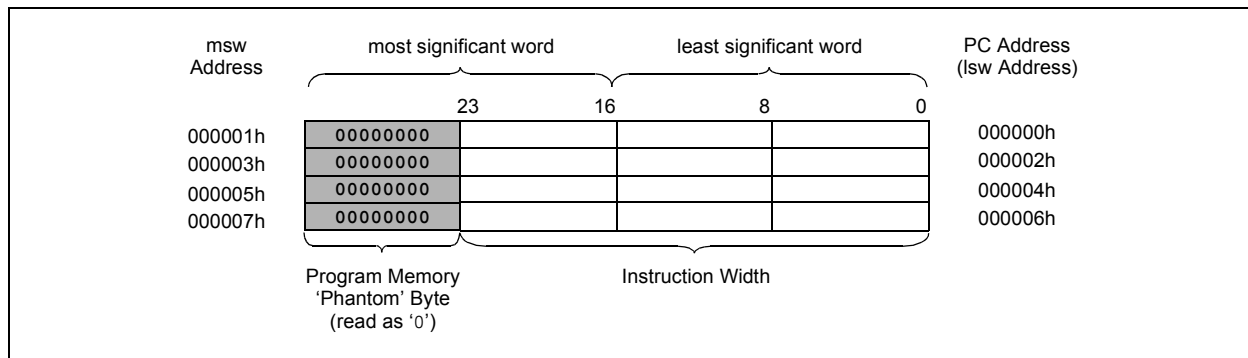 msw
Address
most significant word
least significant word
PC Address
(lsw Address)
23 16 8 0
000001h 00000000 000000h
000003h 00000000 000002h
000005h 00000000 000004h
000007h 00000000 000006h
Program Memory
‘Phantom’ Byte
(read as ‘0’)
Instruction Width